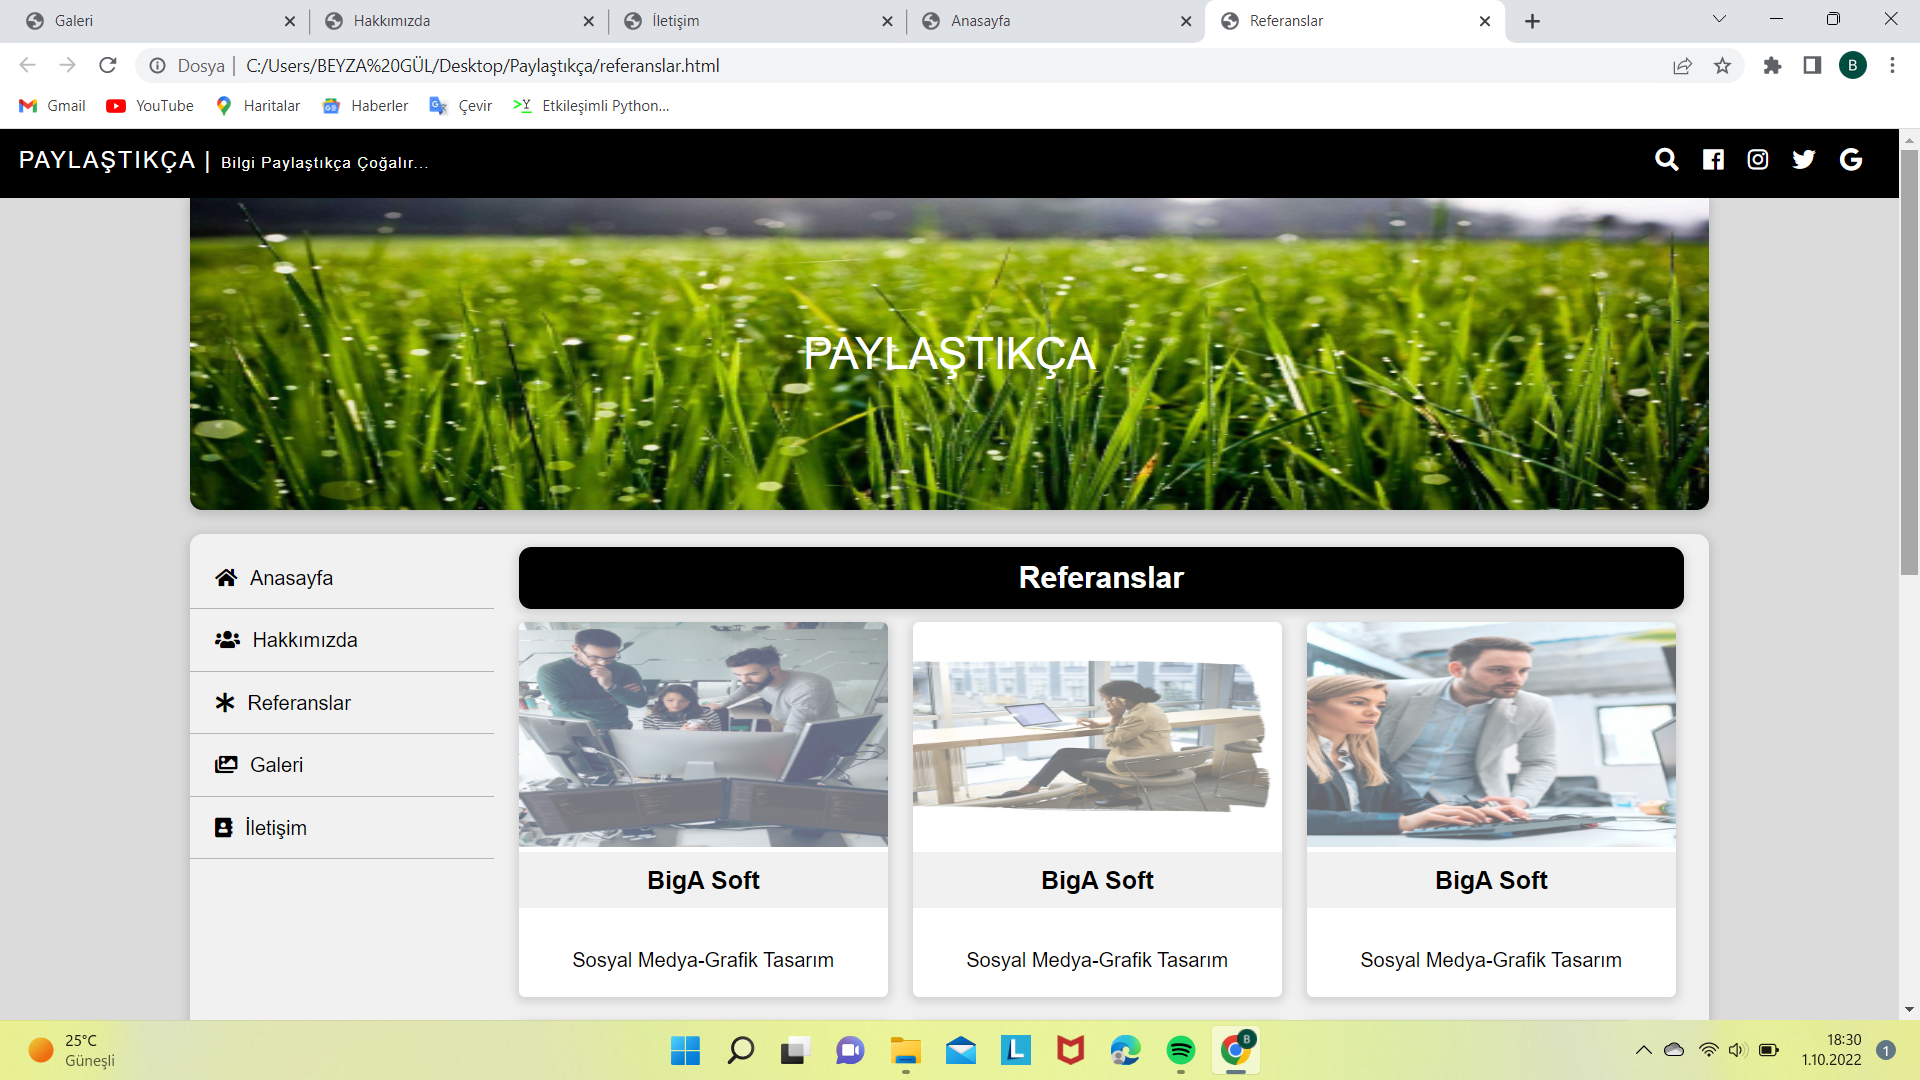 Galeri
Hakkımızda
İletişim
Anasayfa
Referanslar
Dosya
C:/Users/BEYZA%20GÜL/Desktop/Paylaştıkça/referanslar.html
B
Gmail
YouTube
Haritalar
Haberler
Çevir
Etkileşimli Python...
PAYLAŞTIKÇA | Bilgi Paylaştıkça Çoğalır...
PAYLAŞTIKÇA
Anasayfa
Hakkımızda
Referanslar
Galeri
İletişim
Referanslar
BigA Soft
BigA Soft
BigA Soft
Sosyal Medya-Grafik Tasarım
Sosyal Medya-Grafik Tasarım
Sosyal Medya-Grafik Tasarım
25°C
Güneşli
L
B
18:30
1.10.2022
1